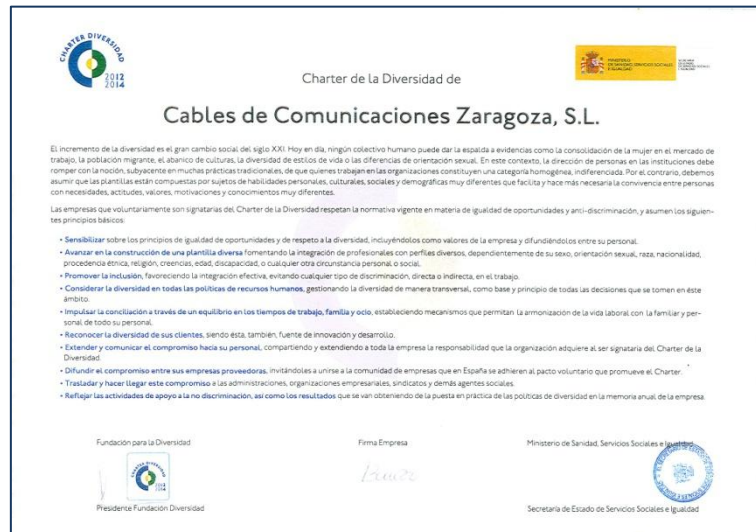 CHARTER DIVERSIDAD
2012
2014
Charter de la Diversidad de
Cables de Comunicaciones Zaragoza, S.L.
El incremento de la diversidad es el gran cambio social del siglo XXI. Hoy en día, ningún colectivo humano puede dar la espalda a evidencias como la consolidación de la mujer en el mercado de
trabajo, la población migrante, el abanico de culturas, la diversidad de estilos de vida o las diferencias de orientación sexual. En este contexto, la dirección de personas en las instituciones debe
romper con la noción, subyacente en muchas prácticas tradicionales, de que quienes trabajan en las organizaciones constituyen una categoría homogénea, indiferenciada. Por el contrario, debemos
asumir que las plantillas están compuestas por sujetos de habilidades personales, culturales, sociales y demográficas muy diferentes que facilita y hace más necesaria la convivencia entre personas
con necesidades, actitudes, valores, motivaciones y conocimientos muy diferentes.
Las empresas que voluntariamente son signatarias del Charter de la Diversidad respetan la normativa vigente en materia de igualdad de oportunidades y anti-discriminación, y asumen los siguien-
tes principios básicos:
• Sensibilizar sobre los principios de igualdad de oportunidades y de respeto a la diversidad, incluyéndolos como valores de la empresa y difundiéndolos entre su personal.
• Avanzar en la construcción de una plantilla diversa fomentando la integración de profesionales con perfiles diversos, dependientemente de su sexo, orientación sexual, raza, nacionalidad,
procedencia étnica, religión, creencias, edad, discapacidad, o cualquier otra circunstancia personal o social.
• Promover la inclusión, favoreciendo la integración efectiva, evitando cualquier tipo de discriminación, directa o indirecta, en el trabajo.
• Considerar la diversidad en todas las políticas de recursos humanos, gestionando la diversidad de manera transversal, como base y principio de todas las decisiones que se tomen en éste
ámbito.
• Impulsar la conciliación a través de un equilibrio en los tiempos de trabajo, familia y ocio, estableciendo mecanismos que permitan la armonización de la vida laboral con la familiar y per-
sonal de todo su personal.
• Reconocer la diversidad de sus clientes, siendo ésta, también, fuente de innovación y desarrollo.
• Extender y comunicar el compromiso hacia su personal, compartiendo y extendiendo a toda la empresa la responsabilidad que la organización adquiere al ser signataria del Charter de la
Diversidad.
• Difundir el compromiso entre sus empresas proveedoras, invitándoles a unirse a la comunidad de empresas que en España se adhieren al pacto voluntario que promueve el Charter.
• Trasladar y hacer llegar este compromiso a las administraciones, organizaciones empresariales, sindicatos y demás agentes sociales.
• Reflejar las actividades de apoyo a la no discriminación, así como los resultados que se van obteniendo de la puesta en práctica de las políticas de diversidad en la memoria anual de la empresa.
Fundación para la Diversidad
Firma Empresa
Ministerio de Sanidad, Servicios Sociales e Igualdad
Presidente Fundación Diversidad
Secretaría de Estado de Servicios Sociales e Igualdad